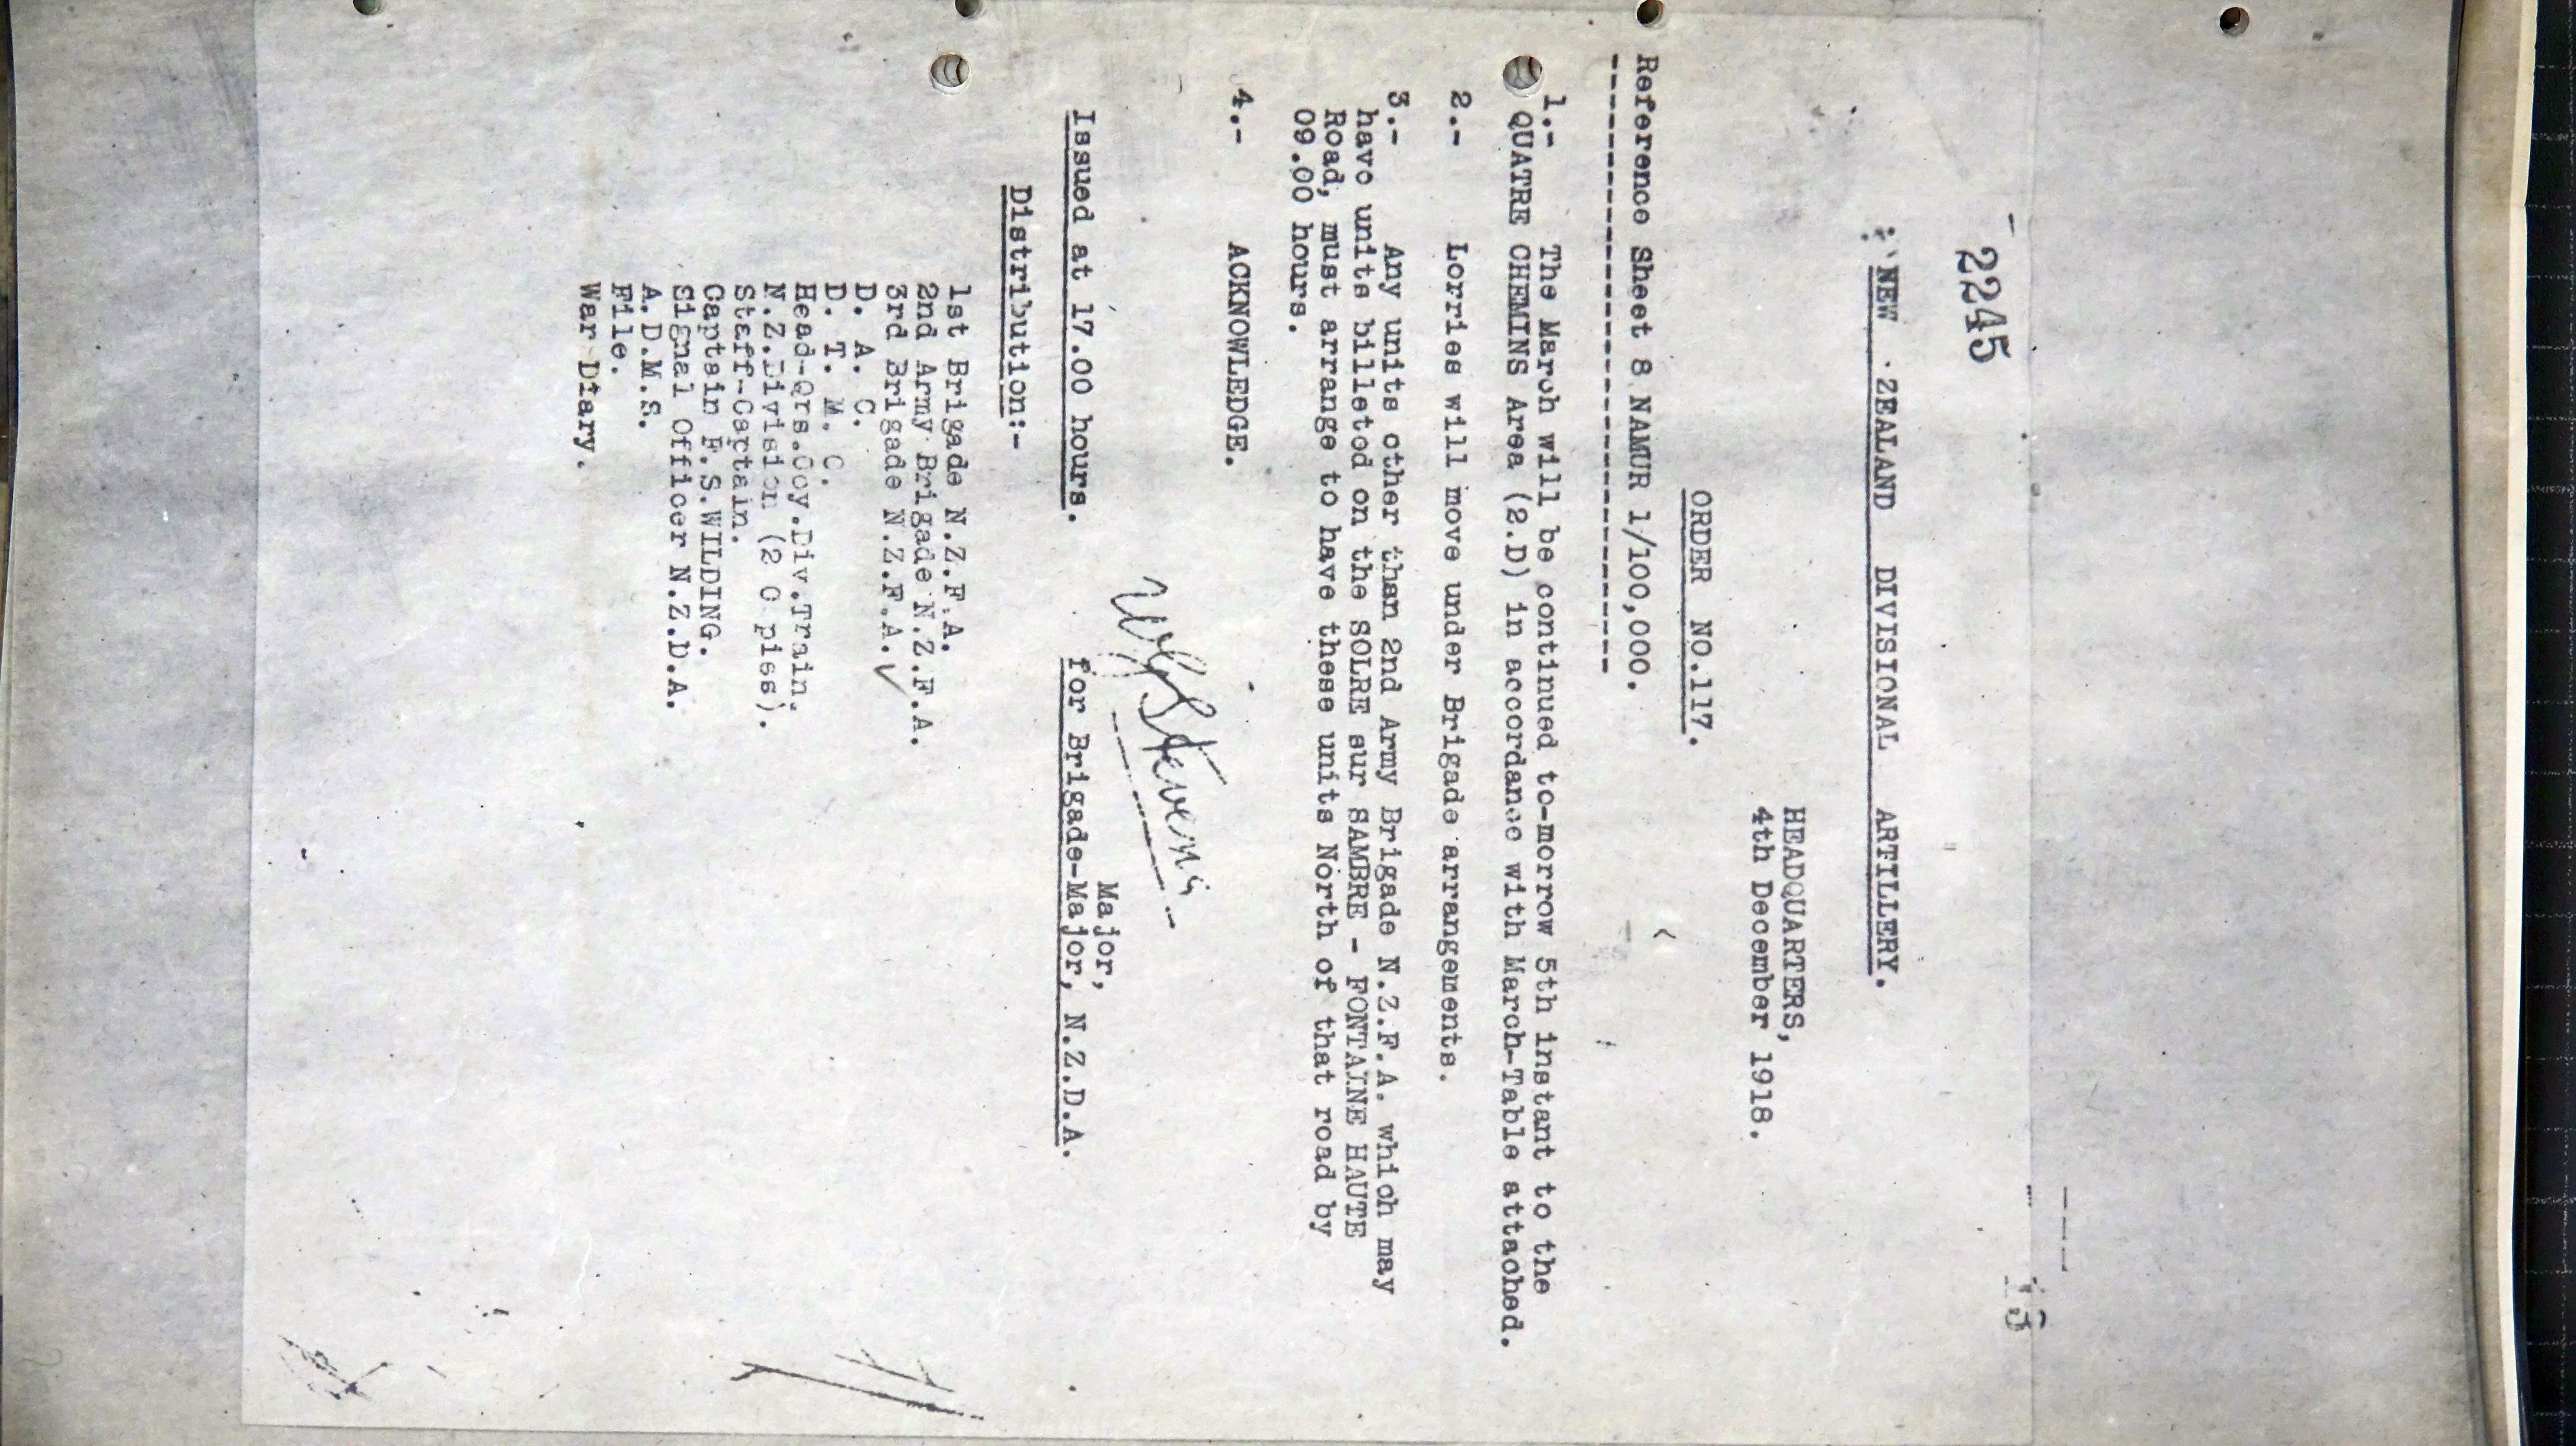 2245
NEW ZEALAND DIVISIONAL ARTILLERY.
HEADQUARTERS,
4th December 1918.
ORDER NO.117.
Reference Sheet 8 NAMUR 1/100,000.
1.- The March will be continued to-morrow 5th instant to the
QUATRE CHEMINS Area (2.D) in accordance with March-Table attached.
2.- Lorries will move under Brigade arrangements.
3.- Any units other than 2nd Army Brigade N.Z.F.A. which may
have units billeted on the SOLRE sur SAMBRE - FONTAINE HAUTE
Road, must arrange to have these units North of that road by
09.00 hours.
4.- ACKNOWLEDGE.
Stevens
Major,
Issued at 17.00 hours. for Brigade-Major, N.Z.D.A.
Distribution:-
1st Brigade N.Z.F.A.
2nd Army Brigade N.Z.F.A.
3rd Brigade N.Z.F.A. ✓
D. A. C.
D. T. M. O.
Head-Qrs.Coy.Div.Train.
N.Z.Division (2 C pies).
Staff-Captain.
Captain F.S.WILDING.
Signal Officer N.Z.D.A.
A.D.M.S.
File.
War Diary.